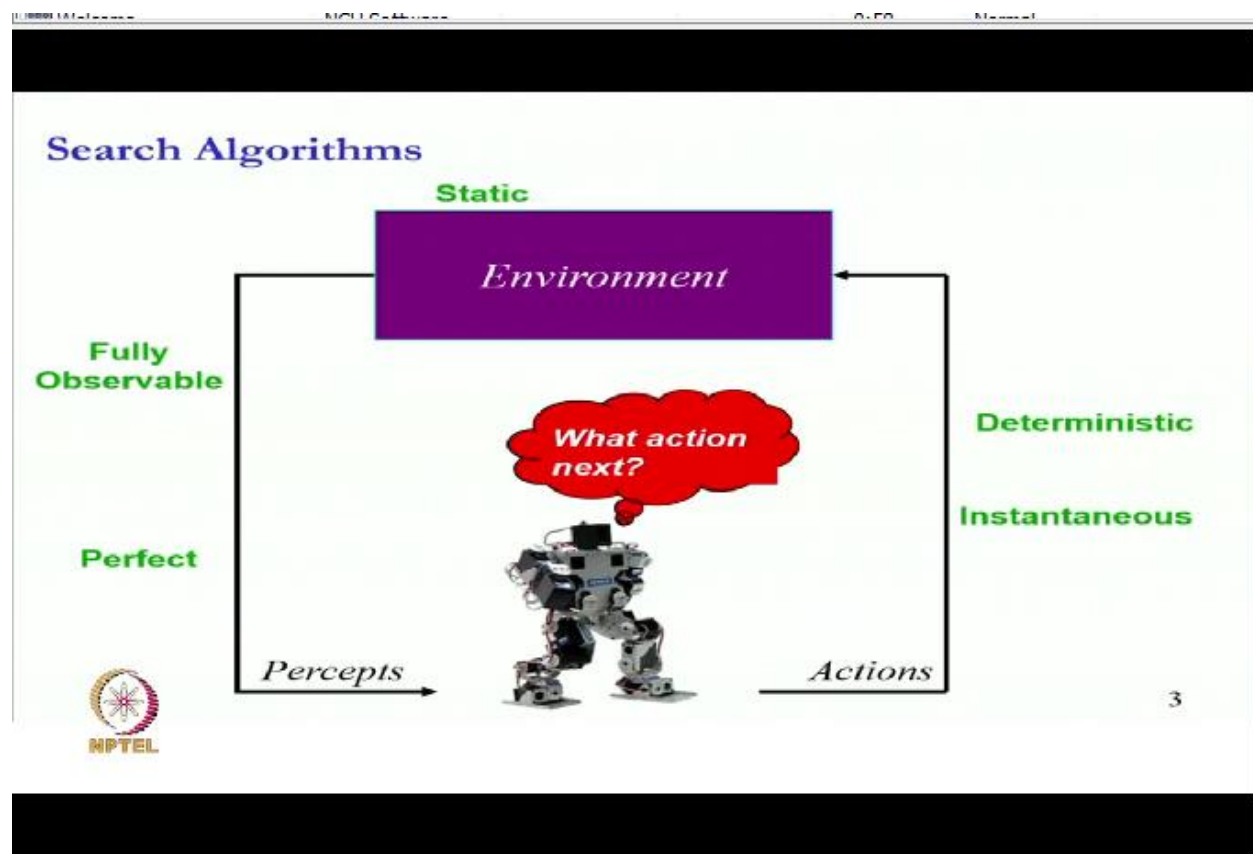 Search Algorithms
Static
Environment
Fully
Observable
What action
next?
Deterministic
Instantaneous
Perfect
Percepts
Actions
3
NPTEL